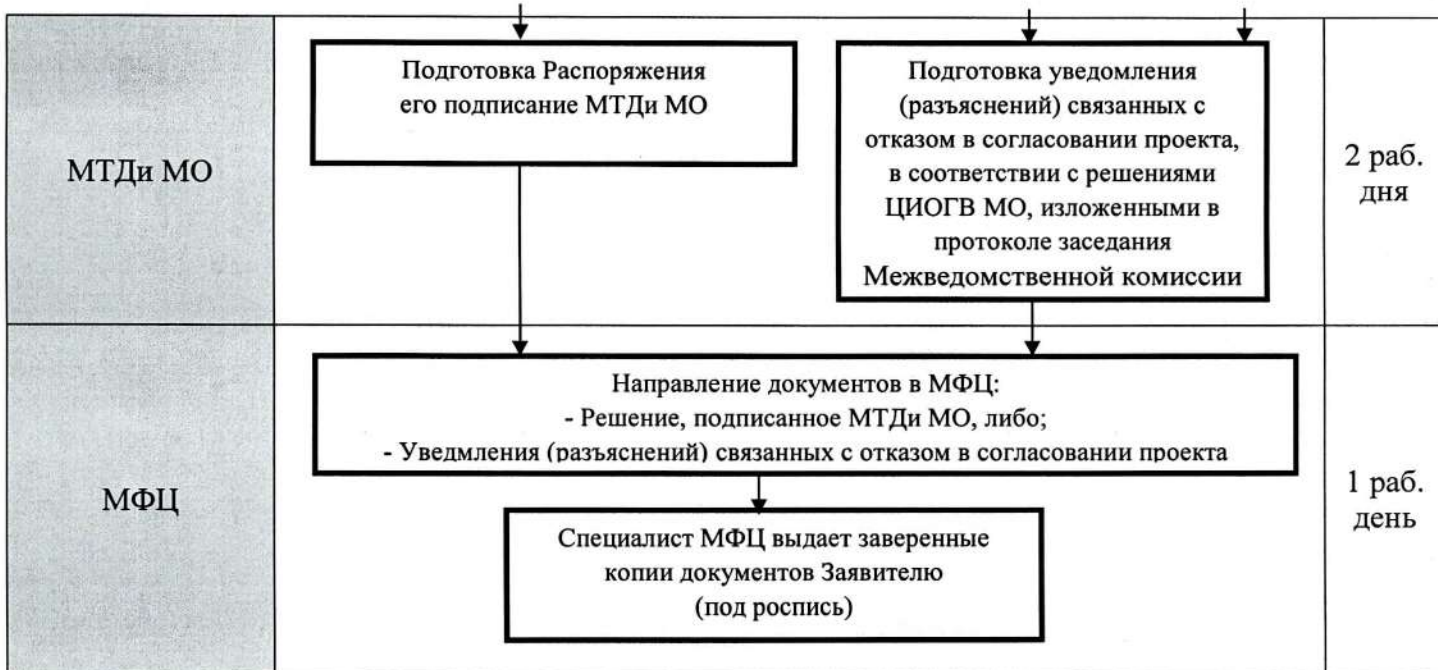 МТДи МО
Подготовка Распоряжения
его подписание МТДи МО
Подготовка уведомления
(разъяснений) связанных с
отказом в согласовании проекта,
в соответствии с решениями
ЦИОГВ МО, изложенными в
протоколе заседания
Межведомственной комиссии
2 раб.
дня
МФЦ
Направление документов в МФЦ:
- Решение, подписанное МТДи МО, либо;
- Уведмления (разъяснений) связанных с отказом в согласовании проекта
Специалист МФЦ выдает заверенные
копии документов Заявителю
(под роспись)
1 раб.
день